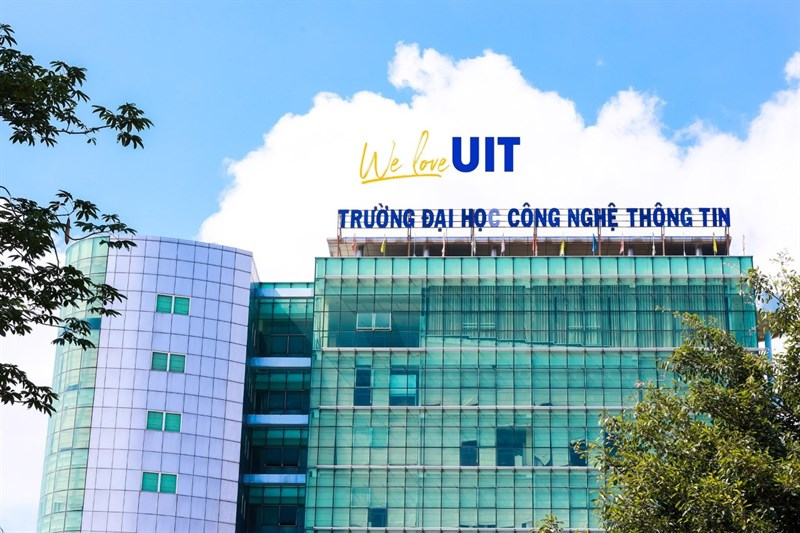 We love UIT
TRƯỜNG ĐẠI HỌC CÔNG NGHỆ THÔNG TIN